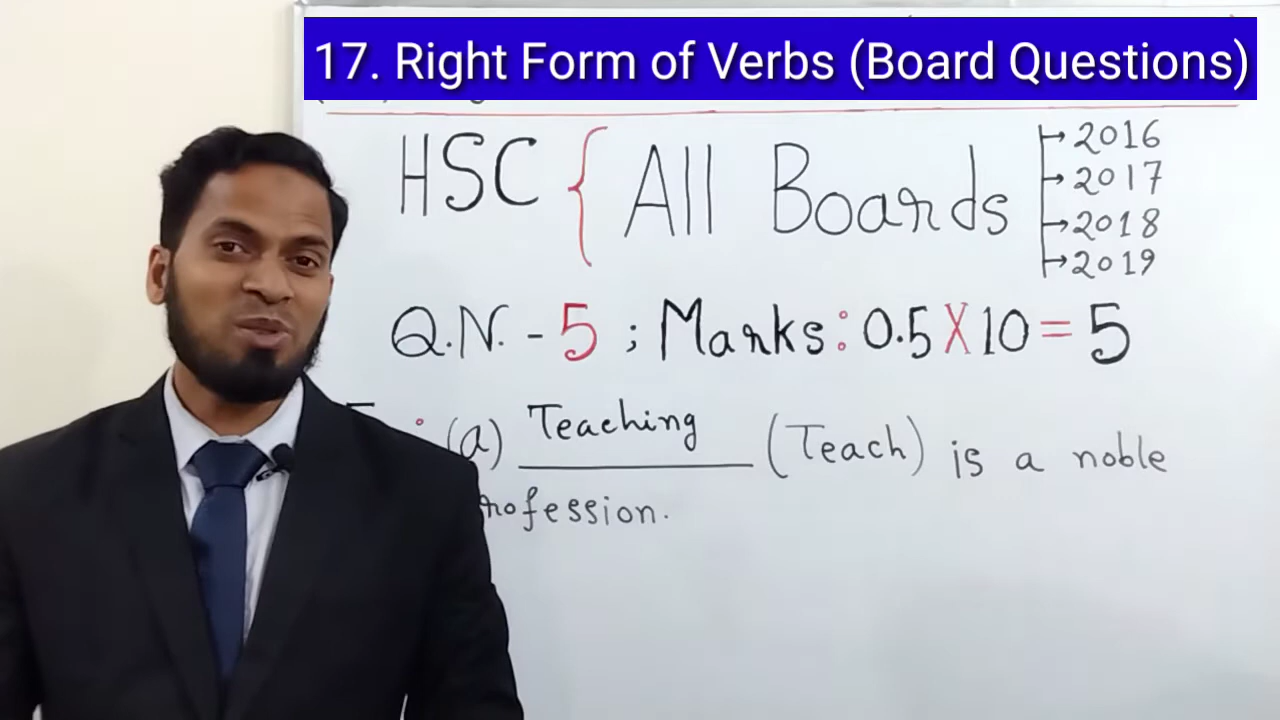 17. Right Form of Verbs (Board Questions)
HSC { All Boards → 2016
→ 2017
→ 2018
→ 2019
Q.N. - 5 ; Marks : 0.5 X 10 = 5
: (a) Teaching (Teach) is a noble
rofession.